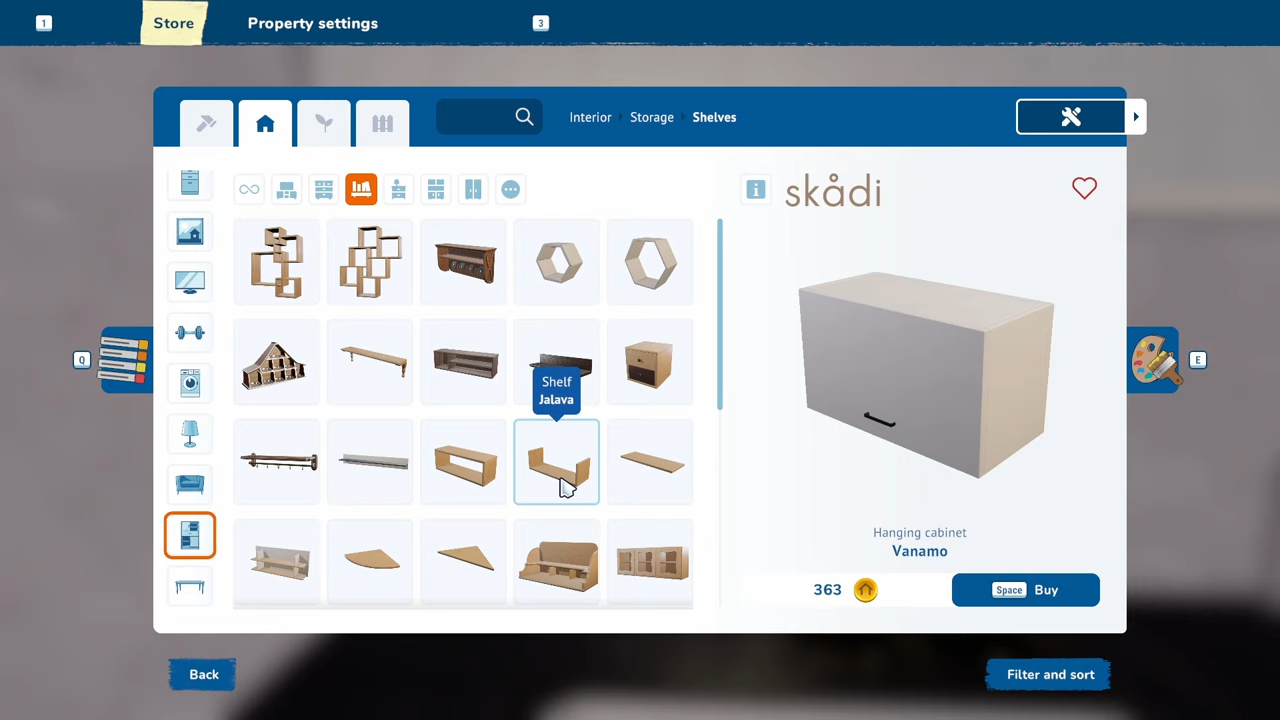 1
Store
Property settings
3
Interior
Storage
Shelves
skådi
Shelf
Jalava
Q
E
Hanging cabinet
Vanamo
363
Space Buy
Back
Filter and sort